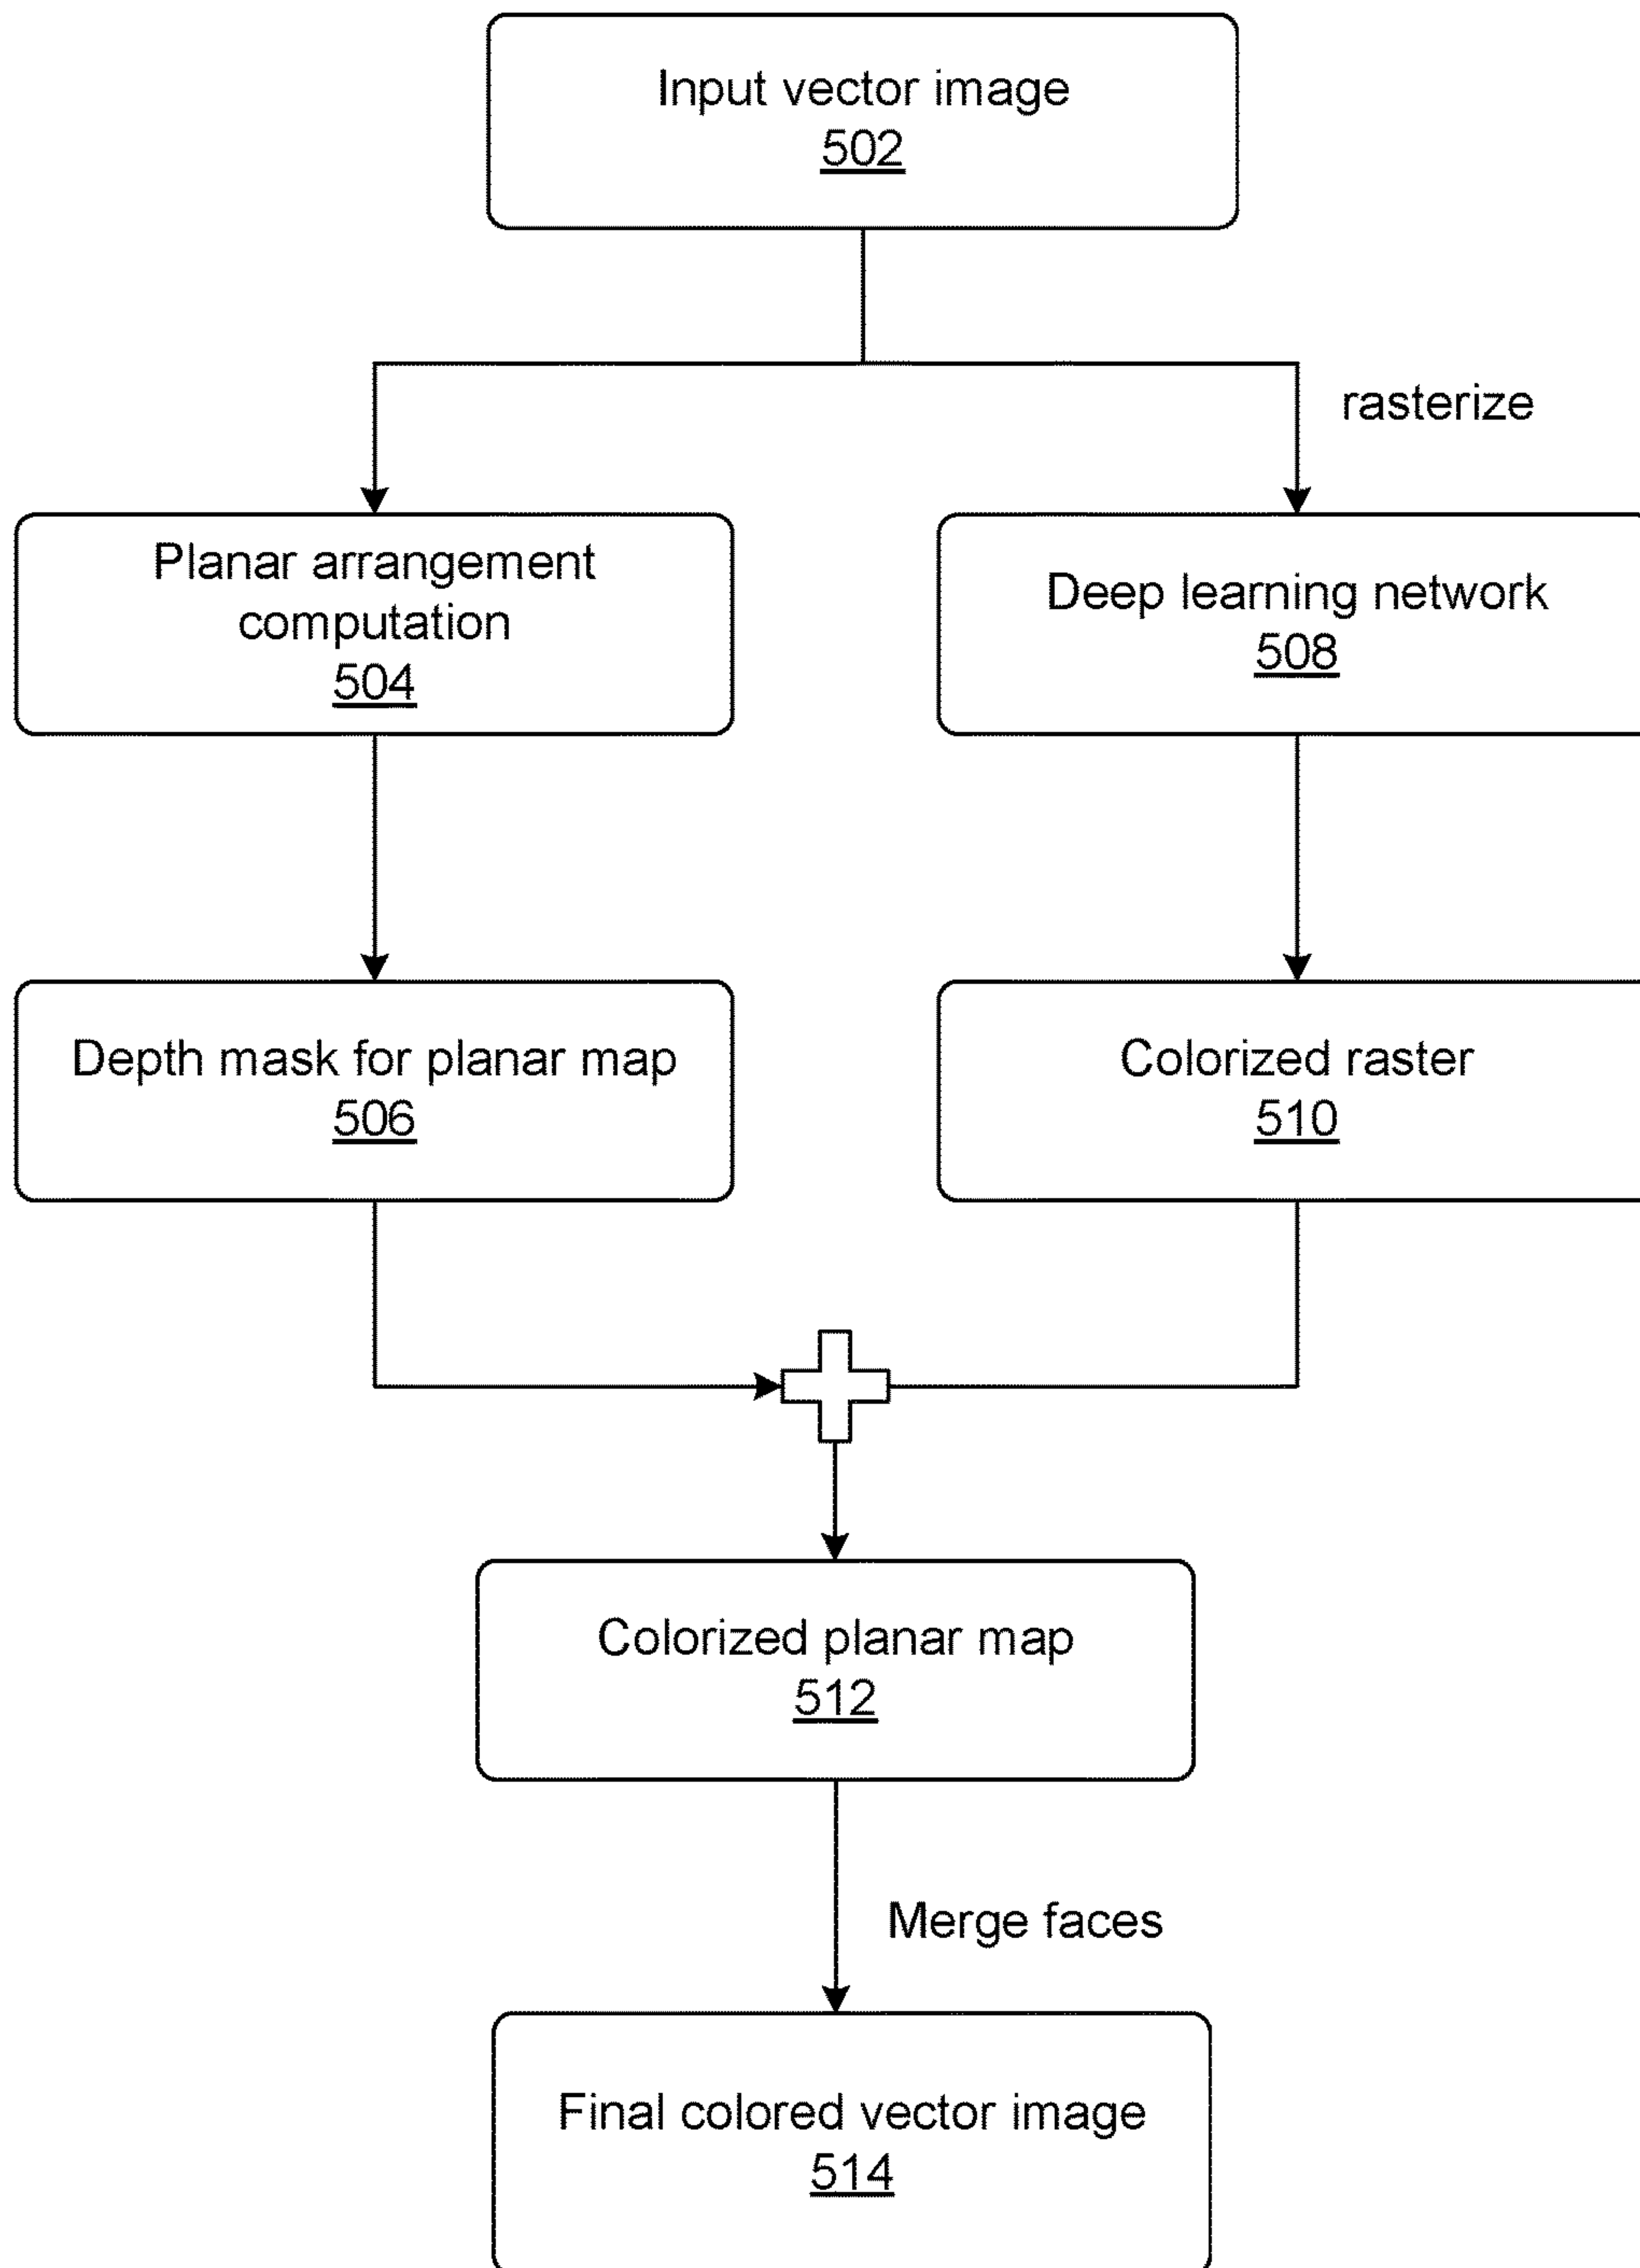 Input vector image
502
rasterize
Planar arrangement
computation
504
Deep learning network
508
Depth mask for planar map
506
Colorized raster
510
Colorized planar map
512
Merge faces
Final colored vector image
514